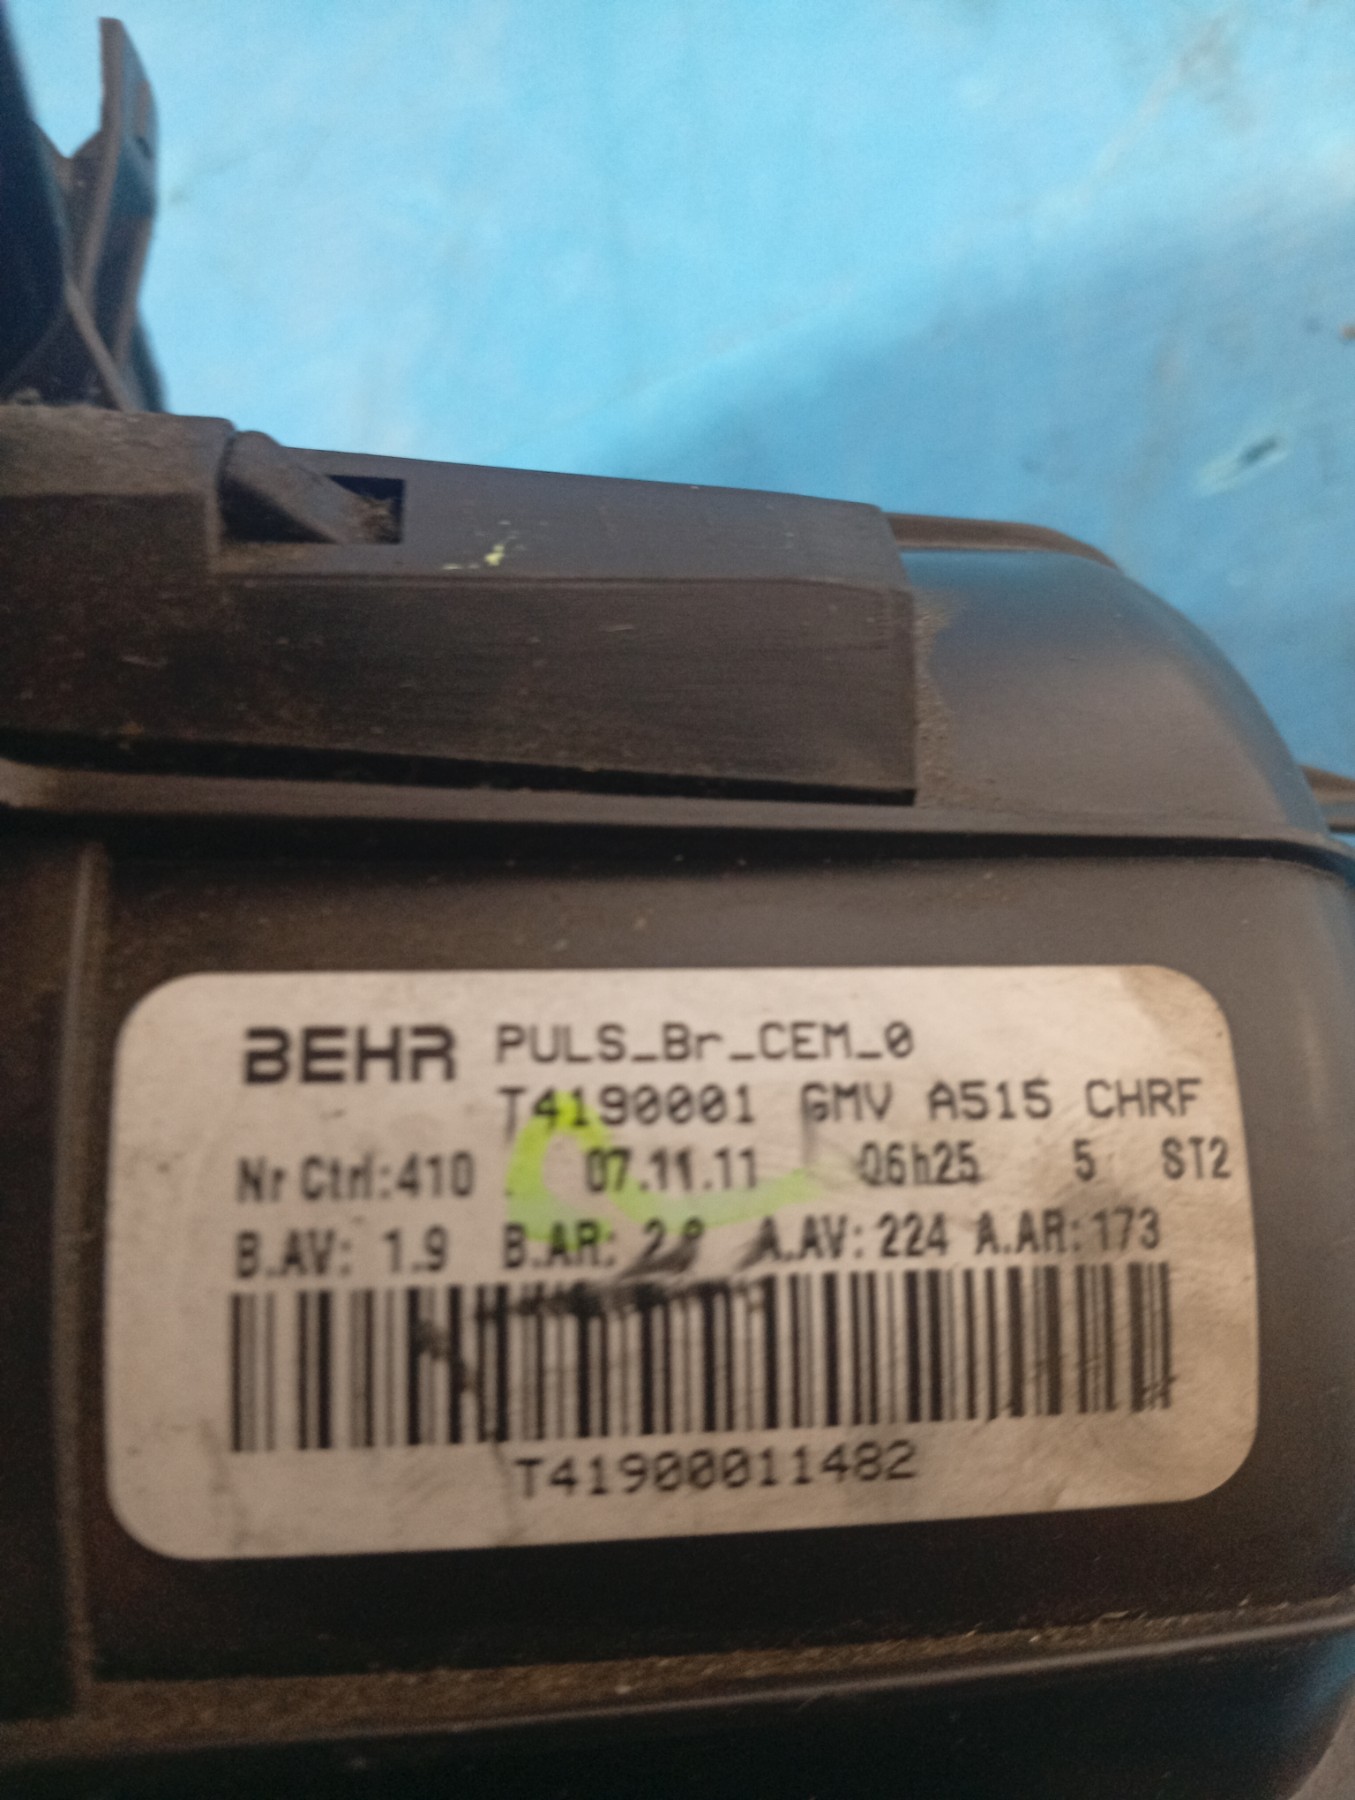 BEHR PULS_Br_CEM_0
T4190001 GMV A515 CHRF
Nr Ctrl:410 07.11.11 06h25 5 ST2
B.AV: 1.9 B.AR: A.AV:224 A.AR:173
T41900011482